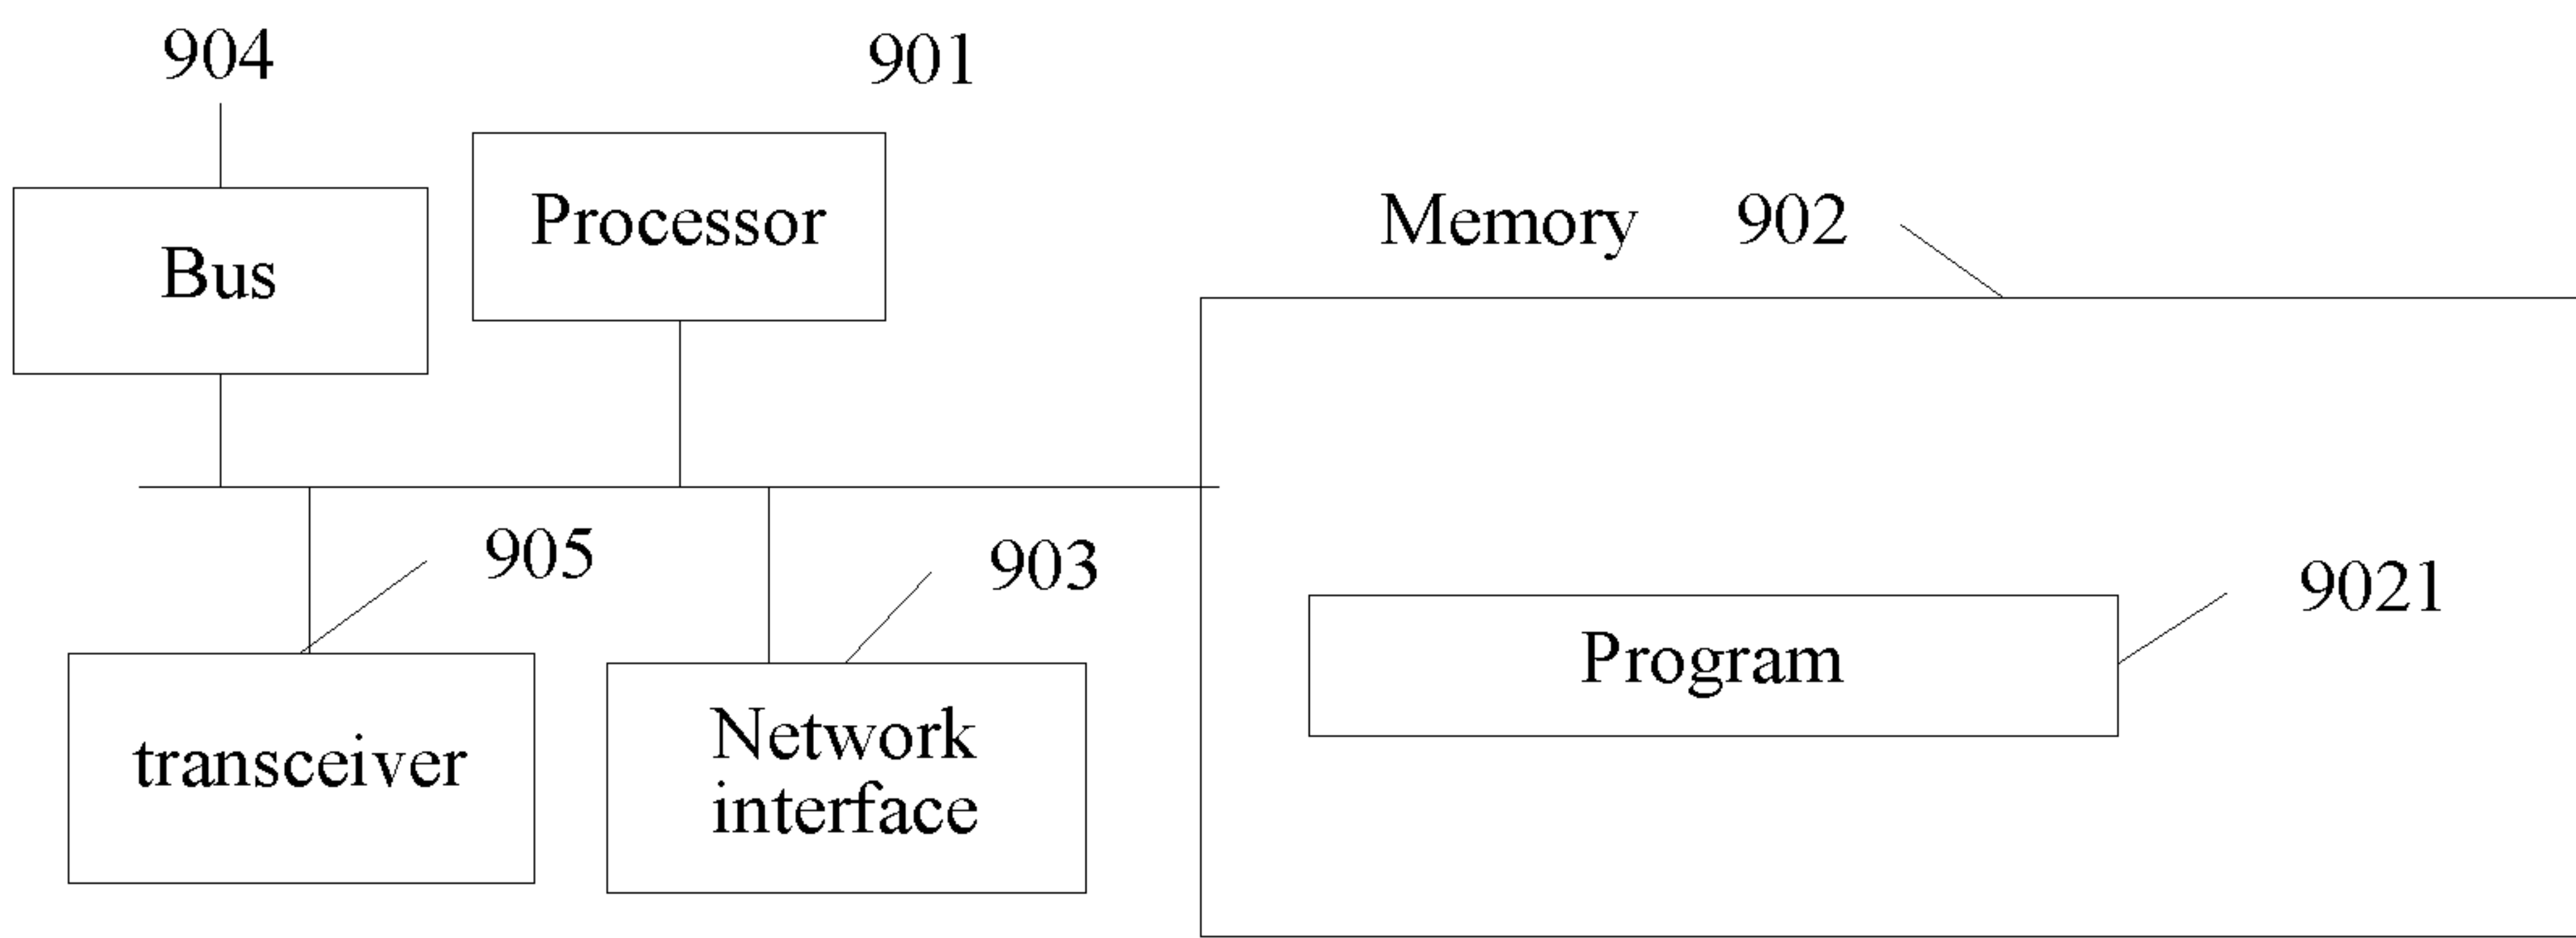 904
901
Bus
Processor
Memory 902
905
903
9021
transceiver
Network
interface
Program